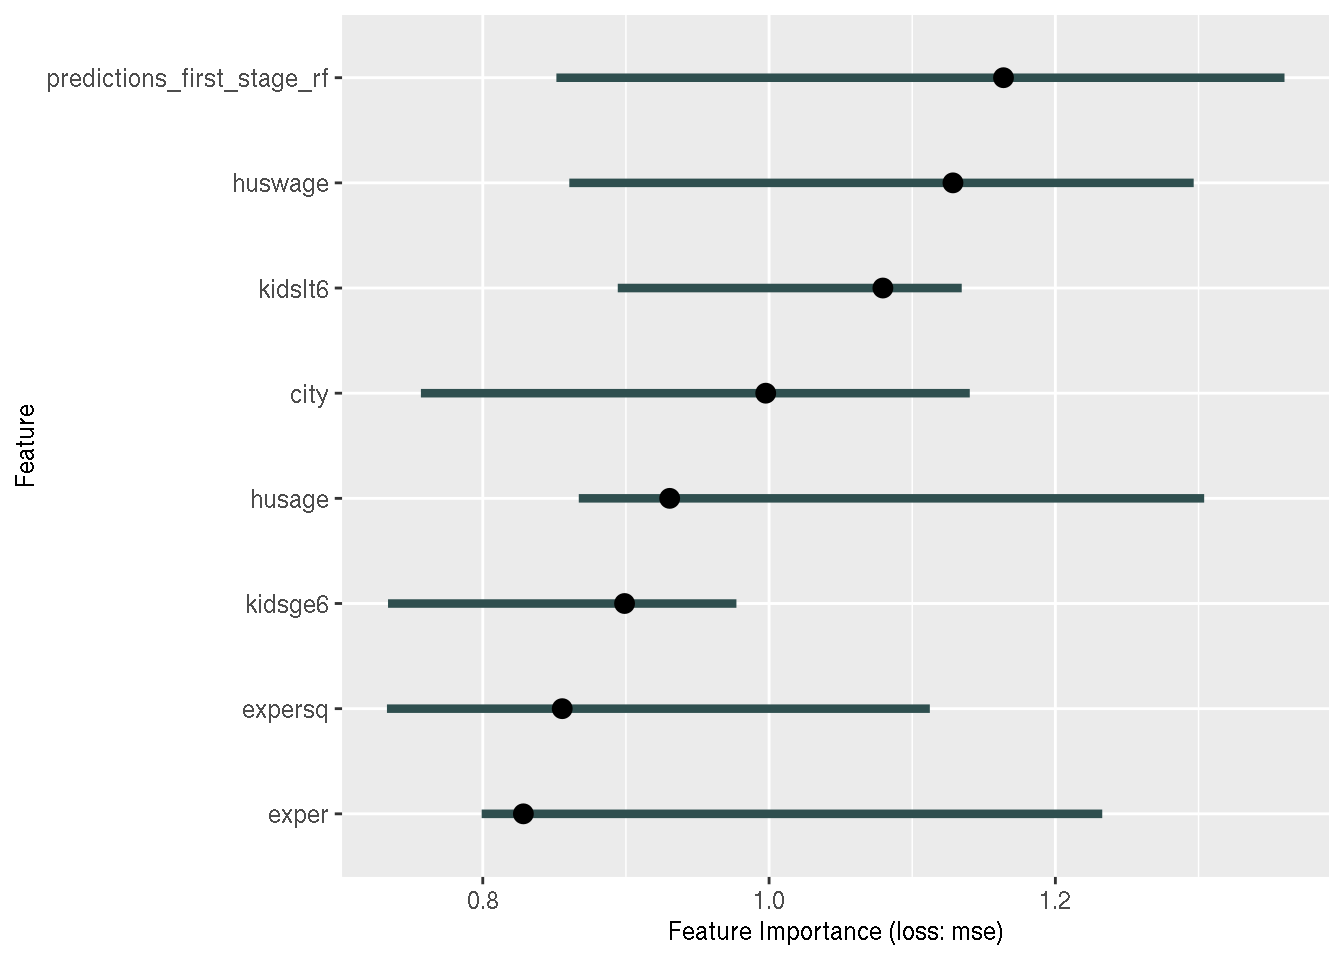 predictions_first_stage_rf
huswage
kidslt6
city
husage
kidsge6
expersq
exper
Feature
0.8 1.0 1.2
Feature Importance (loss: mse)